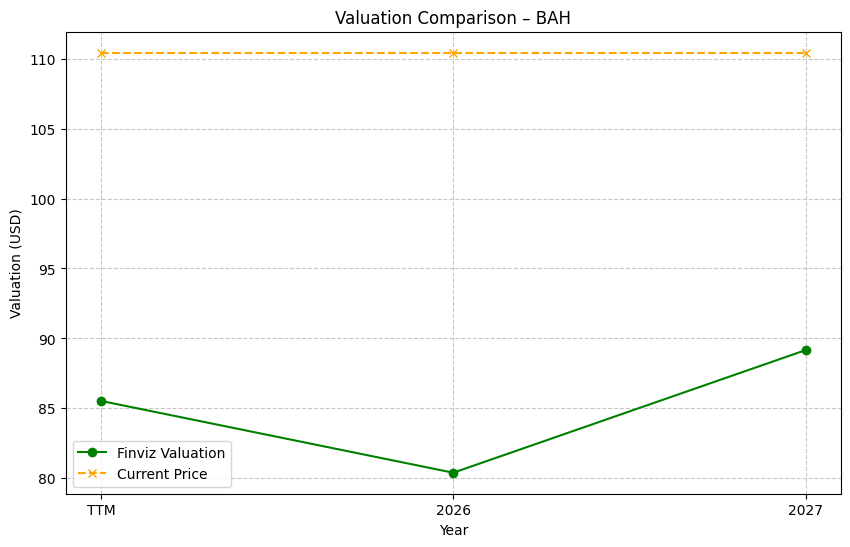 Valuation Comparison – BAH
Valuation (USD)
110
105
100
95
90
85
80
Finviz Valuation
Current Price
TTM
2026
2027
Year